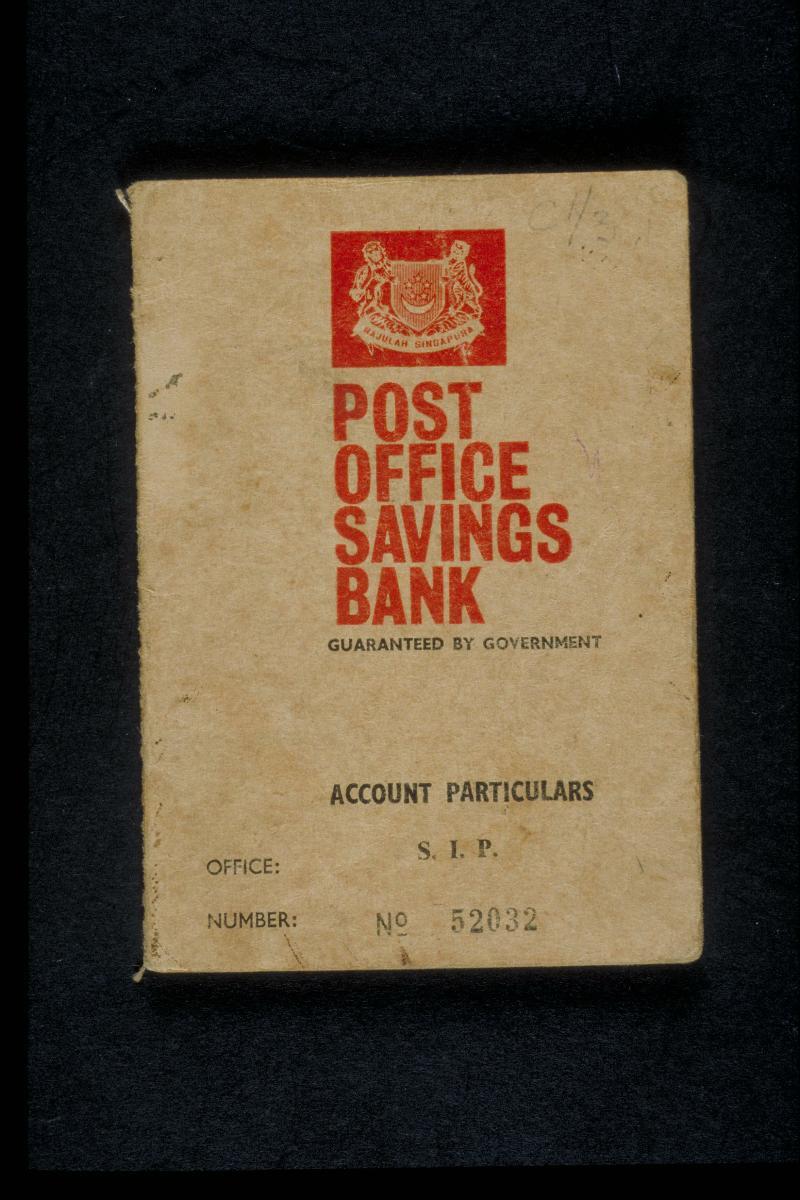 MAJULAH SINGAPURA
POST
OFFICE
SAVINGS
BANK
GUARANTEED BY GOVERNMENT
ACCOUNT PARTICULARS
OFFICE: S. I. P.
NUMBER: Nº 52032